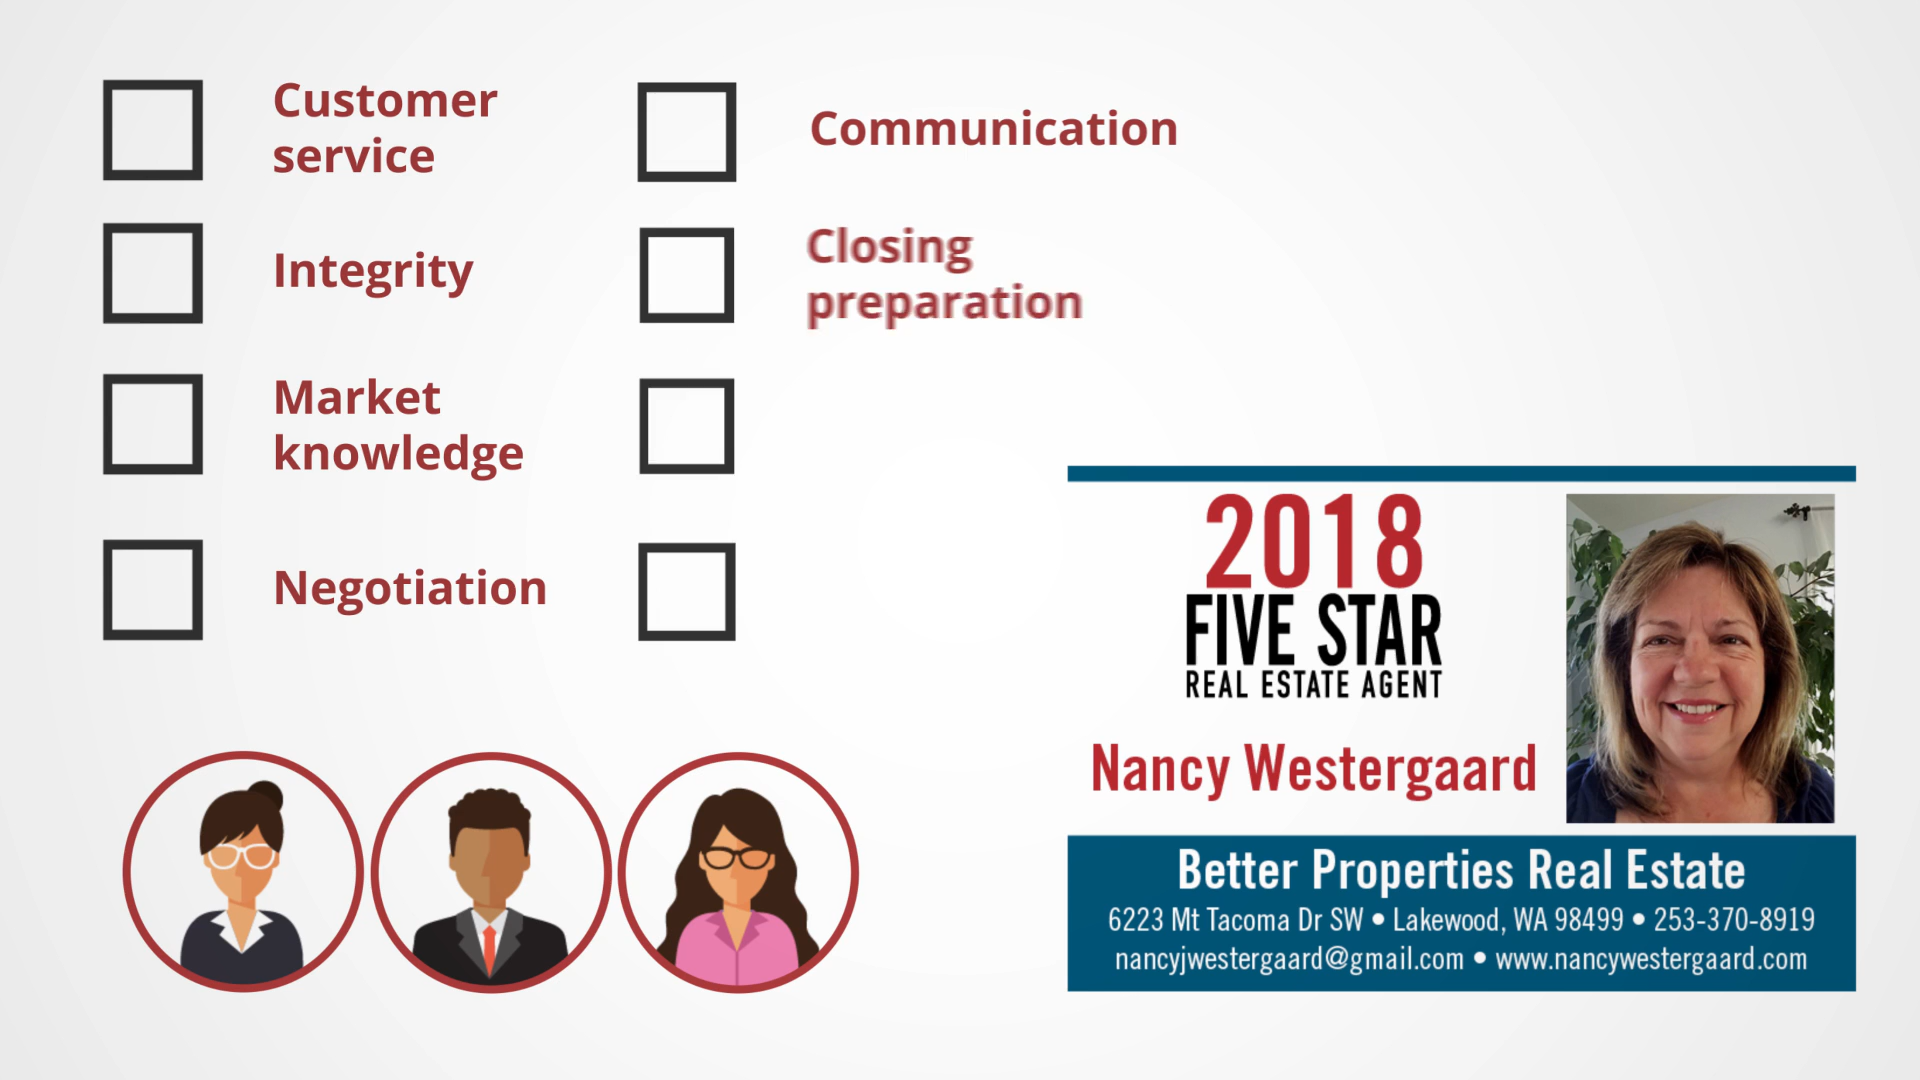 Customer
service
Integrity
Market
knowledge
Negotiation
Communication
Closing
preparation
2018
FIVE STAR
REAL ESTATE AGENT
Nancy Westergaard
Better Properties Real Estate
6223 Mt Tacoma Dr SW • Lakewood, WA 98499 • 253-370-8919
nancyjwestergaard@gmail.com • www.nancywestergaard.com